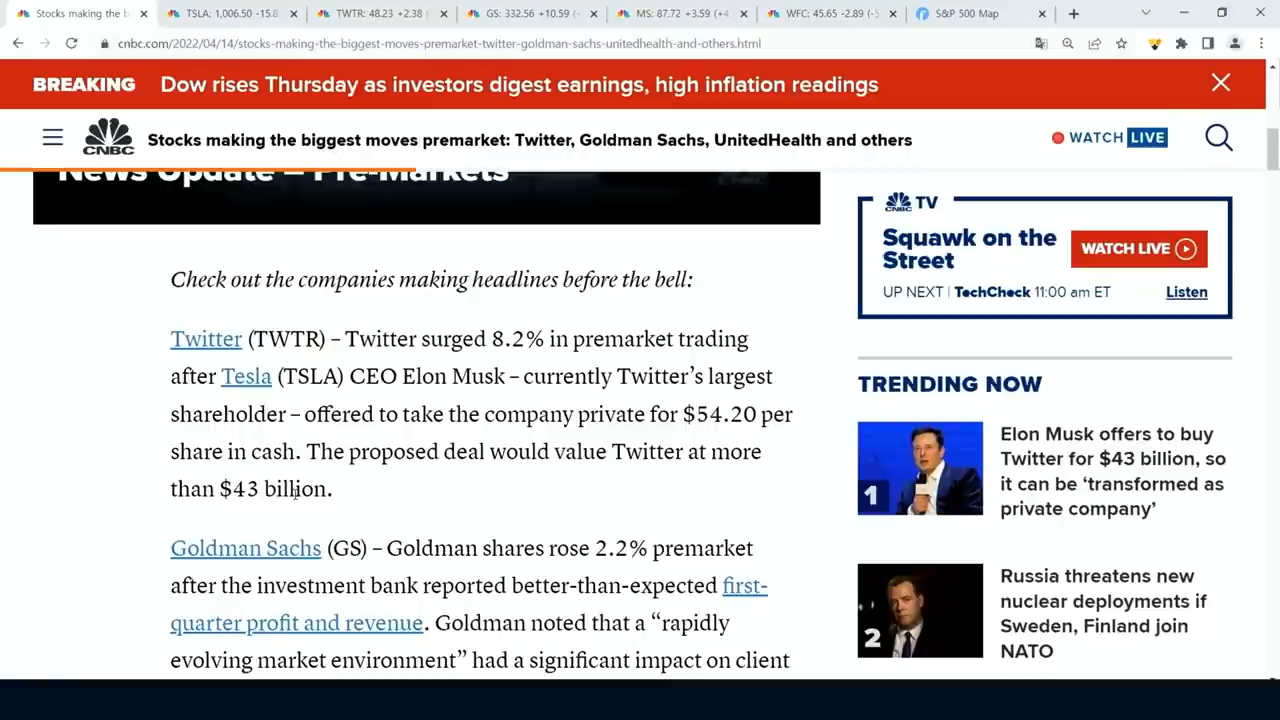 Stocks making the b
TSLA: 1,006.50 -15.8
TWTR: 48.23 +2.38 (
GS: 332.56 +10.59 (
MS: 87.72 +3.59 (+4
WFC: 45.65 -2.89 (-5
S&P 500 Map
cnbc.com/2022/04/14/stocks-making-the-biggest-moves-premarket-twitter-goldman-sachs-unitedhealth-and-others.html
BREAKING Dow rises Thursday as investors digest earnings, high inflation readings
CNBC
Stocks making the biggest moves premarket: Twitter, Goldman Sachs, UnitedHealth and others
WATCH LIVE
News Update – Pre-Markets
Check out the companies making headlines before the bell:
Twitter (TWTR) – Twitter surged 8.2% in premarket trading
after Tesla (TSLA) CEO Elon Musk – currently Twitter’s largest
shareholder – offered to take the company private for $54.20 per
share in cash. The proposed deal would value Twitter at more
than $43 billion.
Goldman Sachs (GS) – Goldman shares rose 2.2% premarket
after the investment bank reported better-than-expected first-
quarter profit and revenue. Goldman noted that a “rapidly
evolving market environment” had a significant impact on client
CNBC TV
Squawk on the
Street
WATCH LIVE
UP NEXT | TechCheck 11:00 am ET
Listen
TRENDING NOW
1
Elon Musk offers to buy
Twitter for $43 billion, so
it can be ‘transformed as
private company’
2
Russia threatens new
nuclear deployments if
Sweden, Finland join
NATO